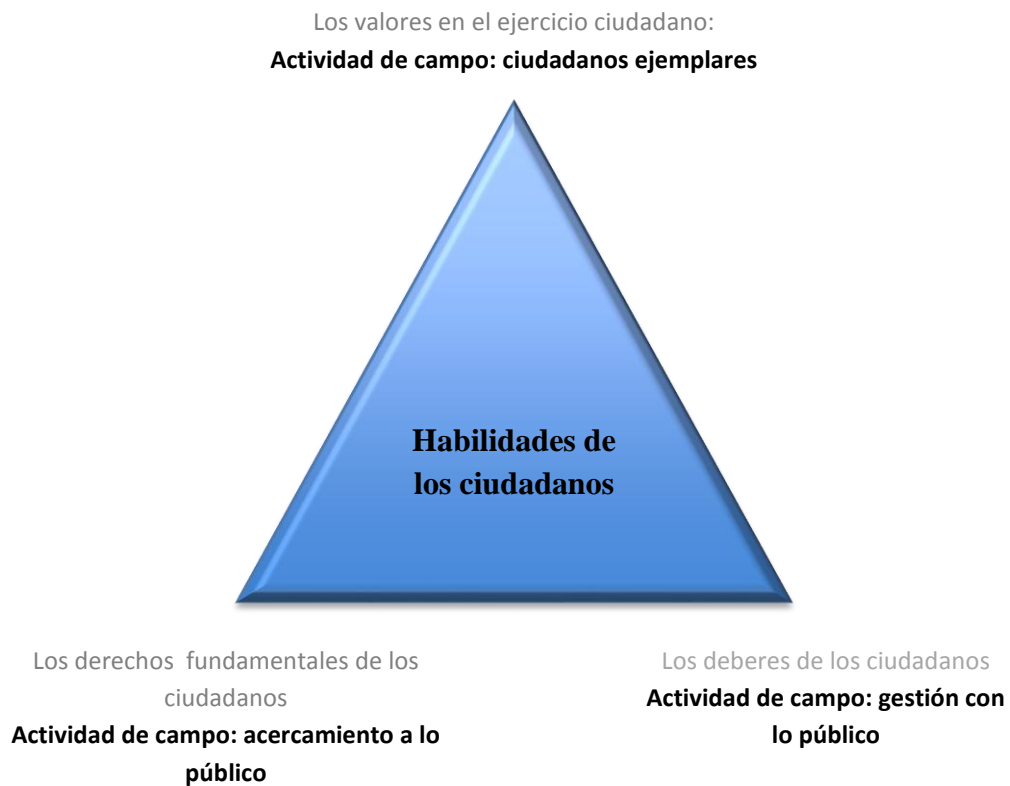 Los valores en el ejercicio ciudadano:
Actividad de campo: ciudadanos ejemplares
Habilidades de
los ciudadanos
Los derechos  fundamentales de los
ciudadanos
Actividad de campo: acercamiento a lo
público
Los deberes de los ciudadanos
Actividad de campo: gestión con
lo público